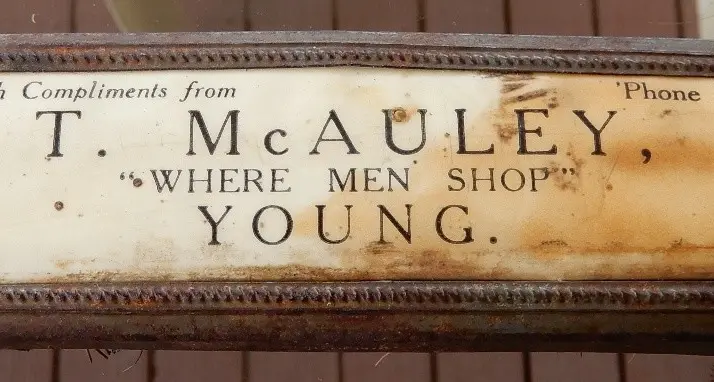 h Compliments from 'Phone
T. McAULEY,
"WHERE MEN SHOP"
YOUNG.